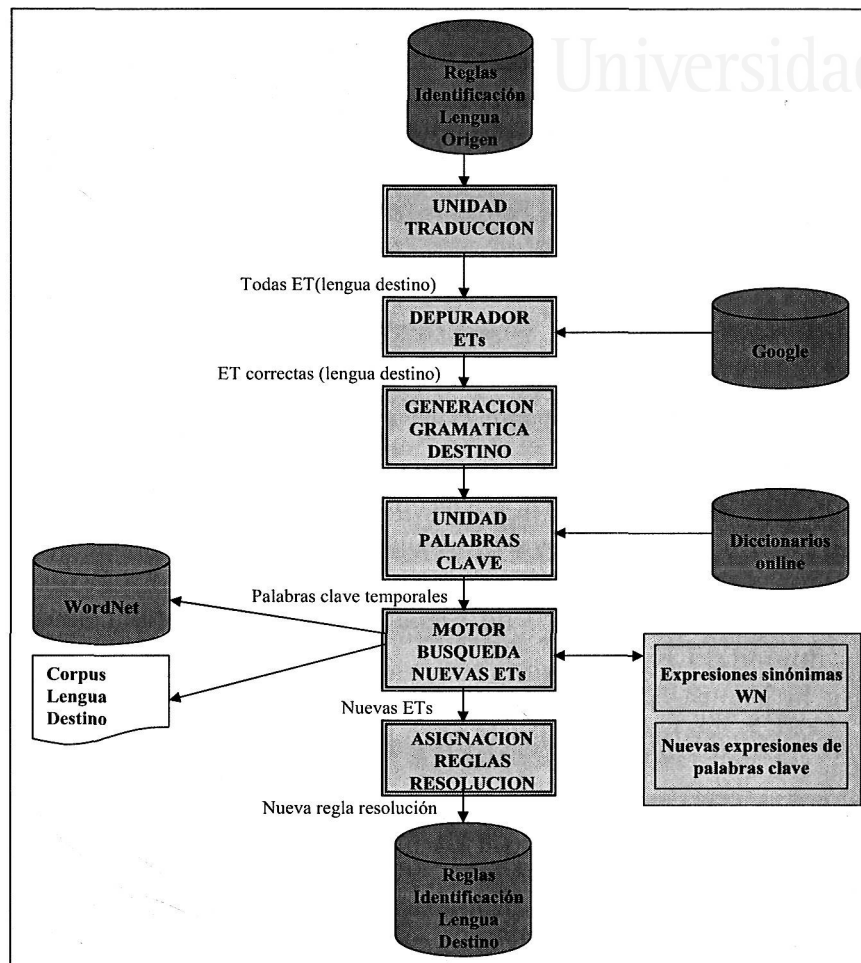 Universidad
Reglas
Identificación
Lengua
Origen
UNIDAD
TRADUCCION
Todas ET(lengua destino)
DEPURADOR
ETs
Google
ET correctas (lengua destino)
GENERACION
GRAMATICA
DESTINO
UNIDAD
PALABRAS
CLAVE
Diccionarios
online
WordNet
Palabras clave temporales
MOTOR
BUSQUEDA
NUEVAS ETs
Corpus
Lengua
Destino
Expresiones sinónimas
WN
Nuevas expresiones de
palabras clave
Nuevas ETs
ASIGNACION
REGLAS
RESOLUCION
Nueva regla resolución
Reglas
Identificación
Lengua
Destino